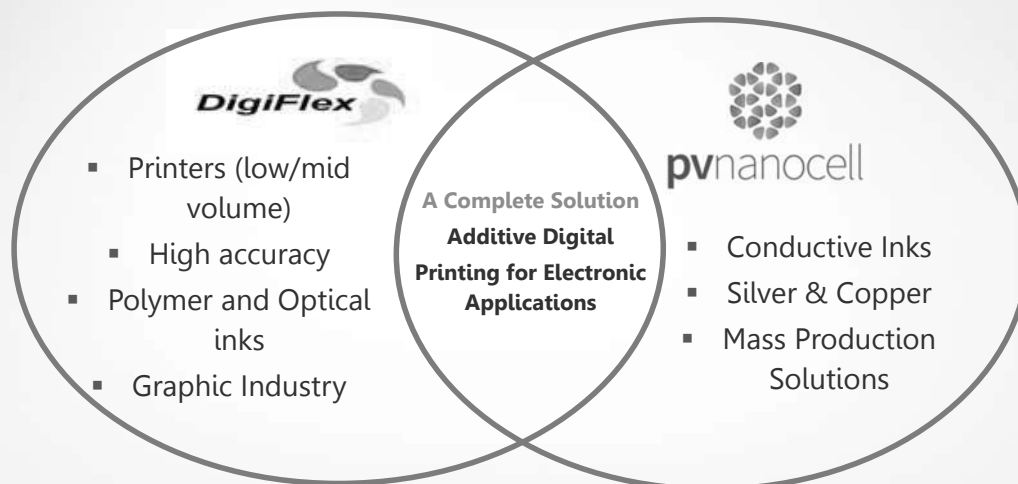 DigiFlex
▪ Printers (low/mid
volume)
▪ High accuracy
▪ Polymer and Optical
inks
▪ Graphic Industry
A Complete Solution
Additive Digital
Printing for Electronic
Applications
pvnanocell
▪ Conductive Inks
▪ Silver & Copper
▪ Mass Production
Solutions